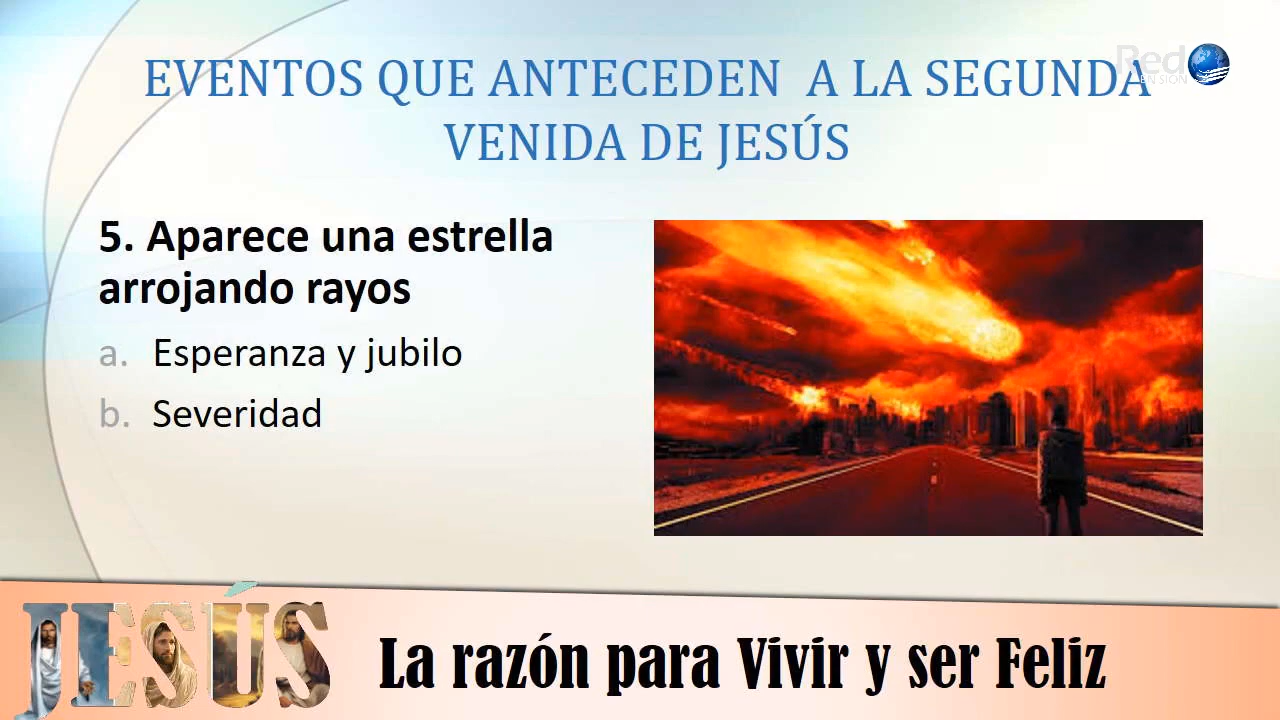 EVENTOS QUE ANTECEDEN A LA SEGUNDA
VENIDA DE JESÚS
Red
5. Aparece una estrella
arrojando rayos
a. Esperanza y jubilo
b. Severidad
JESÚS
La razón para Vivir y ser Feliz